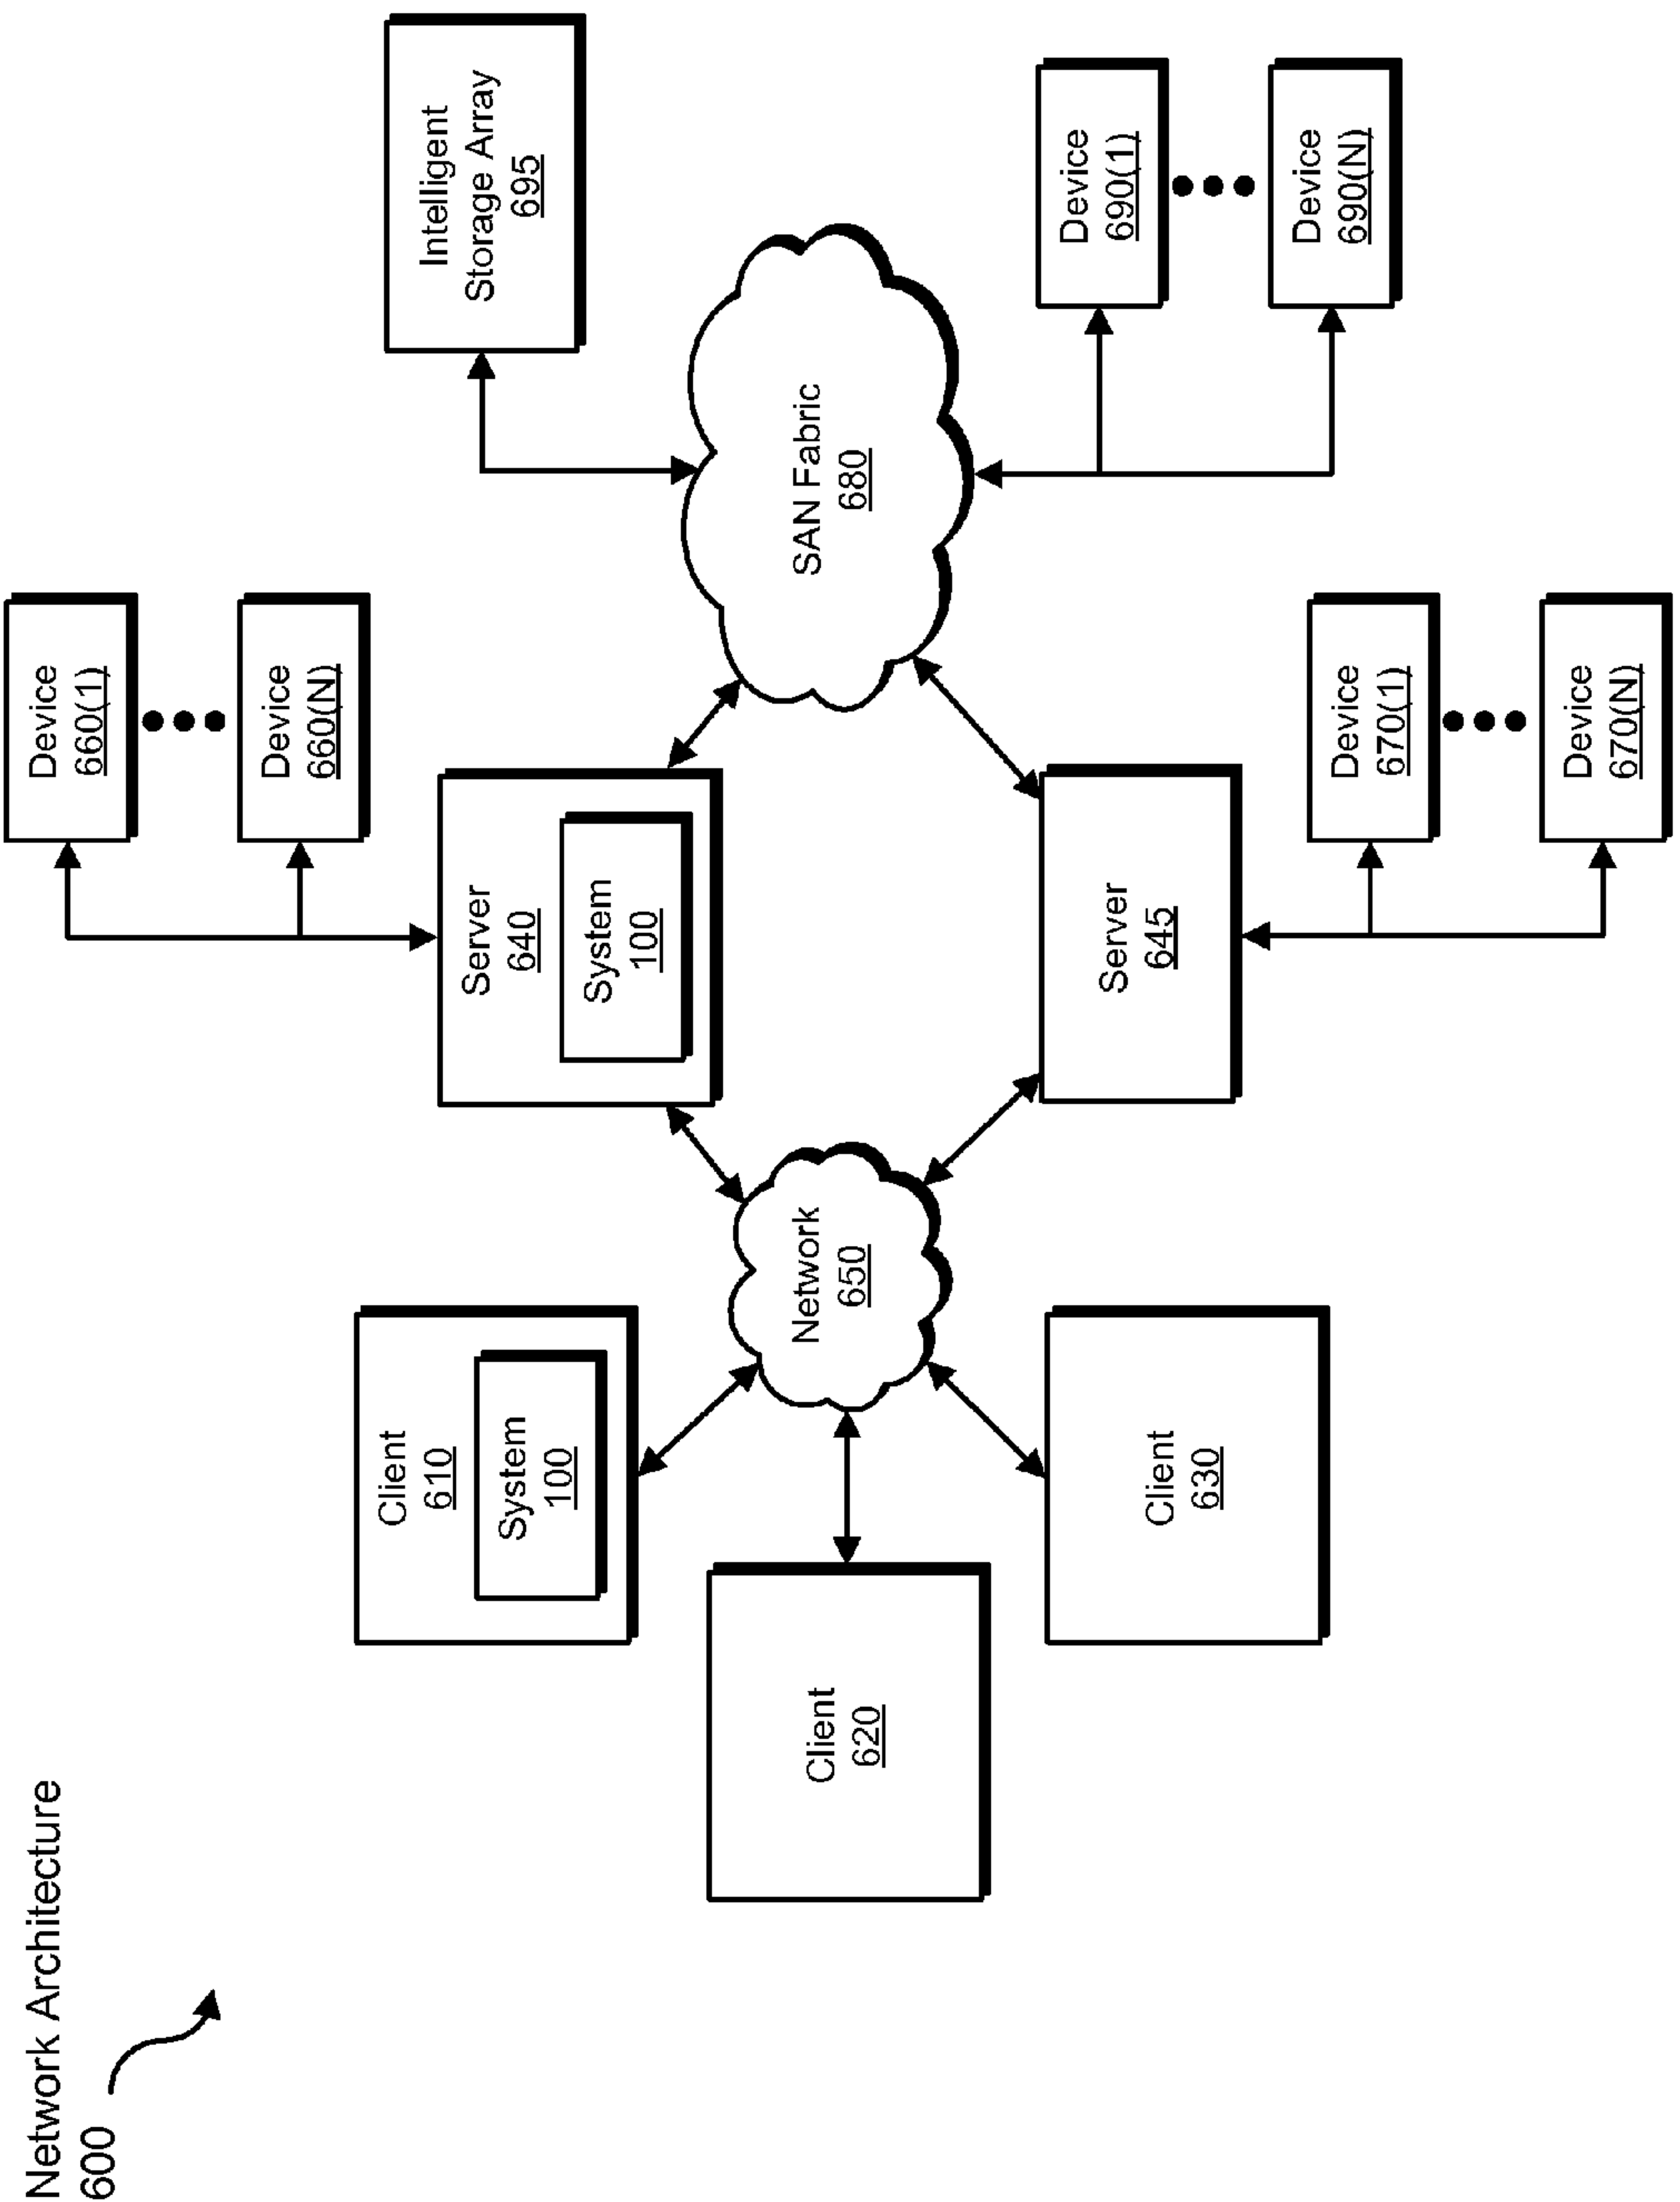 Network Architecture
600
Client
610
System
100
Client
620
Client
630
Network
650
Server
640
System
100
Server
645
Device
660(1)
Device
660(N)
Device
670(1)
Device
670(N)
SAN Fabric
680
Intelligent
Storage Array
695
Device
690(1)
Device
690(N)